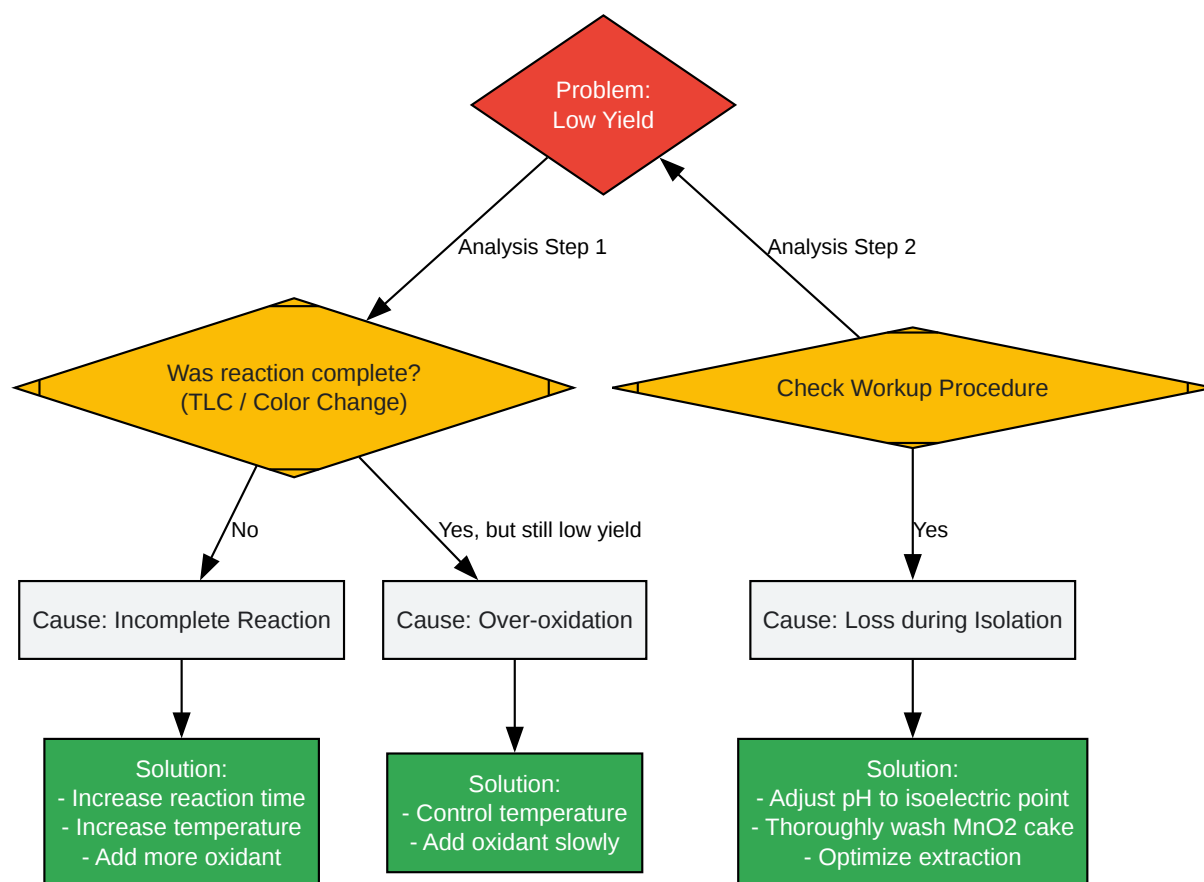 Problem:
Low Yield
Analysis Step 1
Analysis Step 2
Was reaction complete?
(TLC / Color Change)
Check Workup Procedure
No
Yes, but still low yield
Yes
Cause: Incomplete Reaction
Cause: Over-oxidation
Cause: Loss during Isolation
Solution:
- Increase reaction time
- Increase temperature
- Add more oxidant
Solution:
- Control temperature
- Add oxidant slowly
Solution:
- Adjust pH to isoelectric point
- Thoroughly wash MnO2 cake
- Optimize extraction